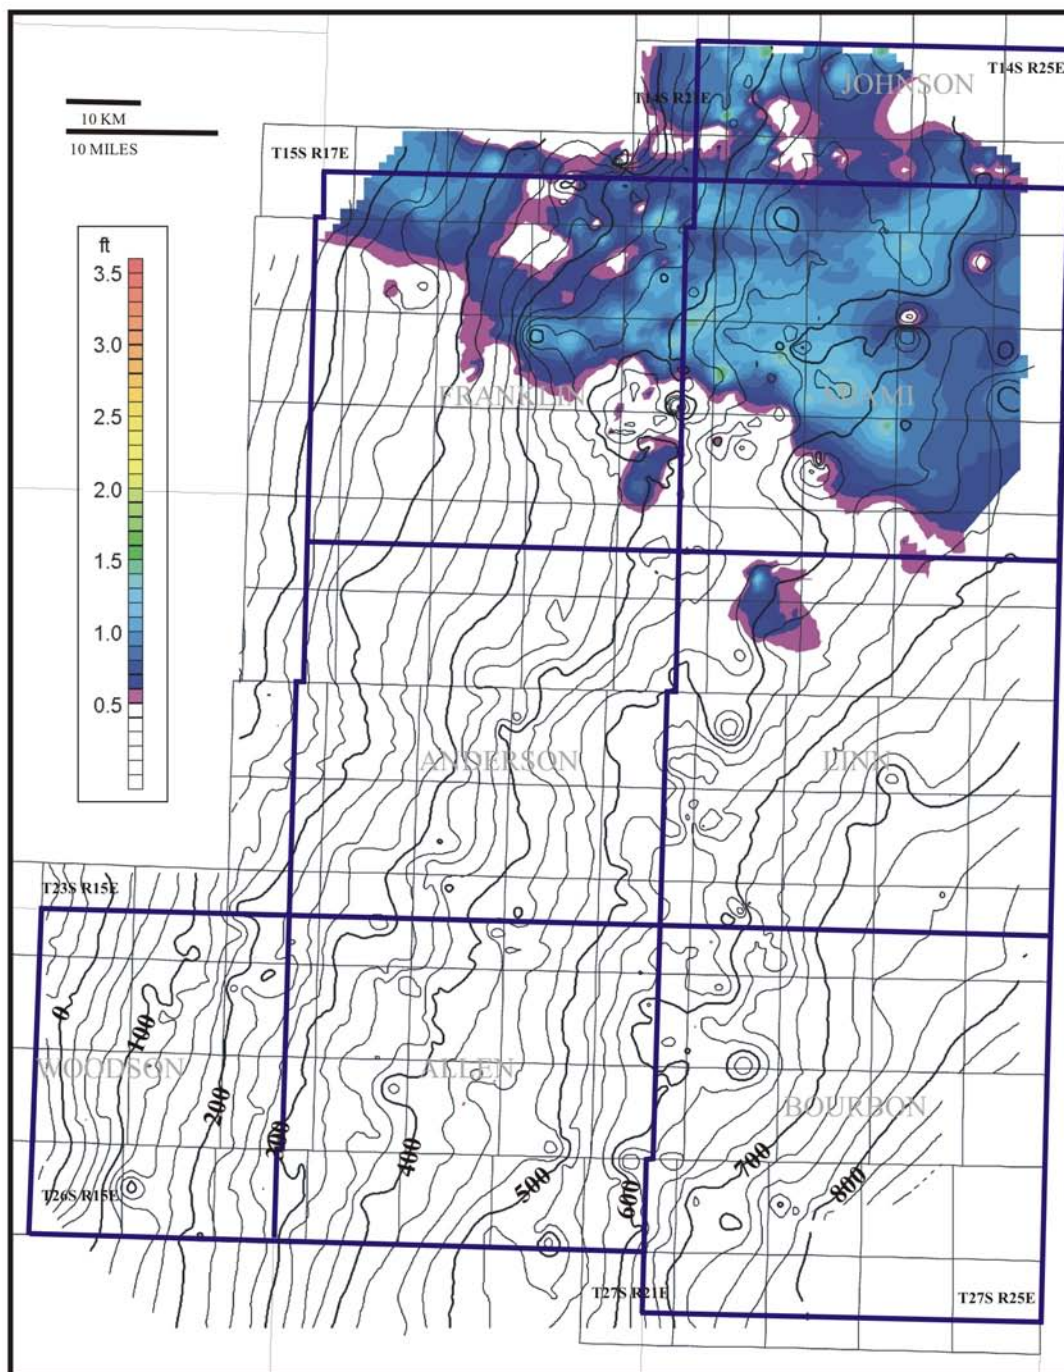 T14S R25E
JOHNSON
T14S R21E
10 KM
10 MILES
T15S R17E
ft
3.5
3.0
2.5
2.0
1.5
1.0
0.5
FRANKLIN
MIAMI
ANDERSON
LINN
T23S R15E
0
100
WOODSON
200
300
ALLEN
400
BOURBON
500
600
700
800
T26S R15E
T27S R21E
T27S R25E